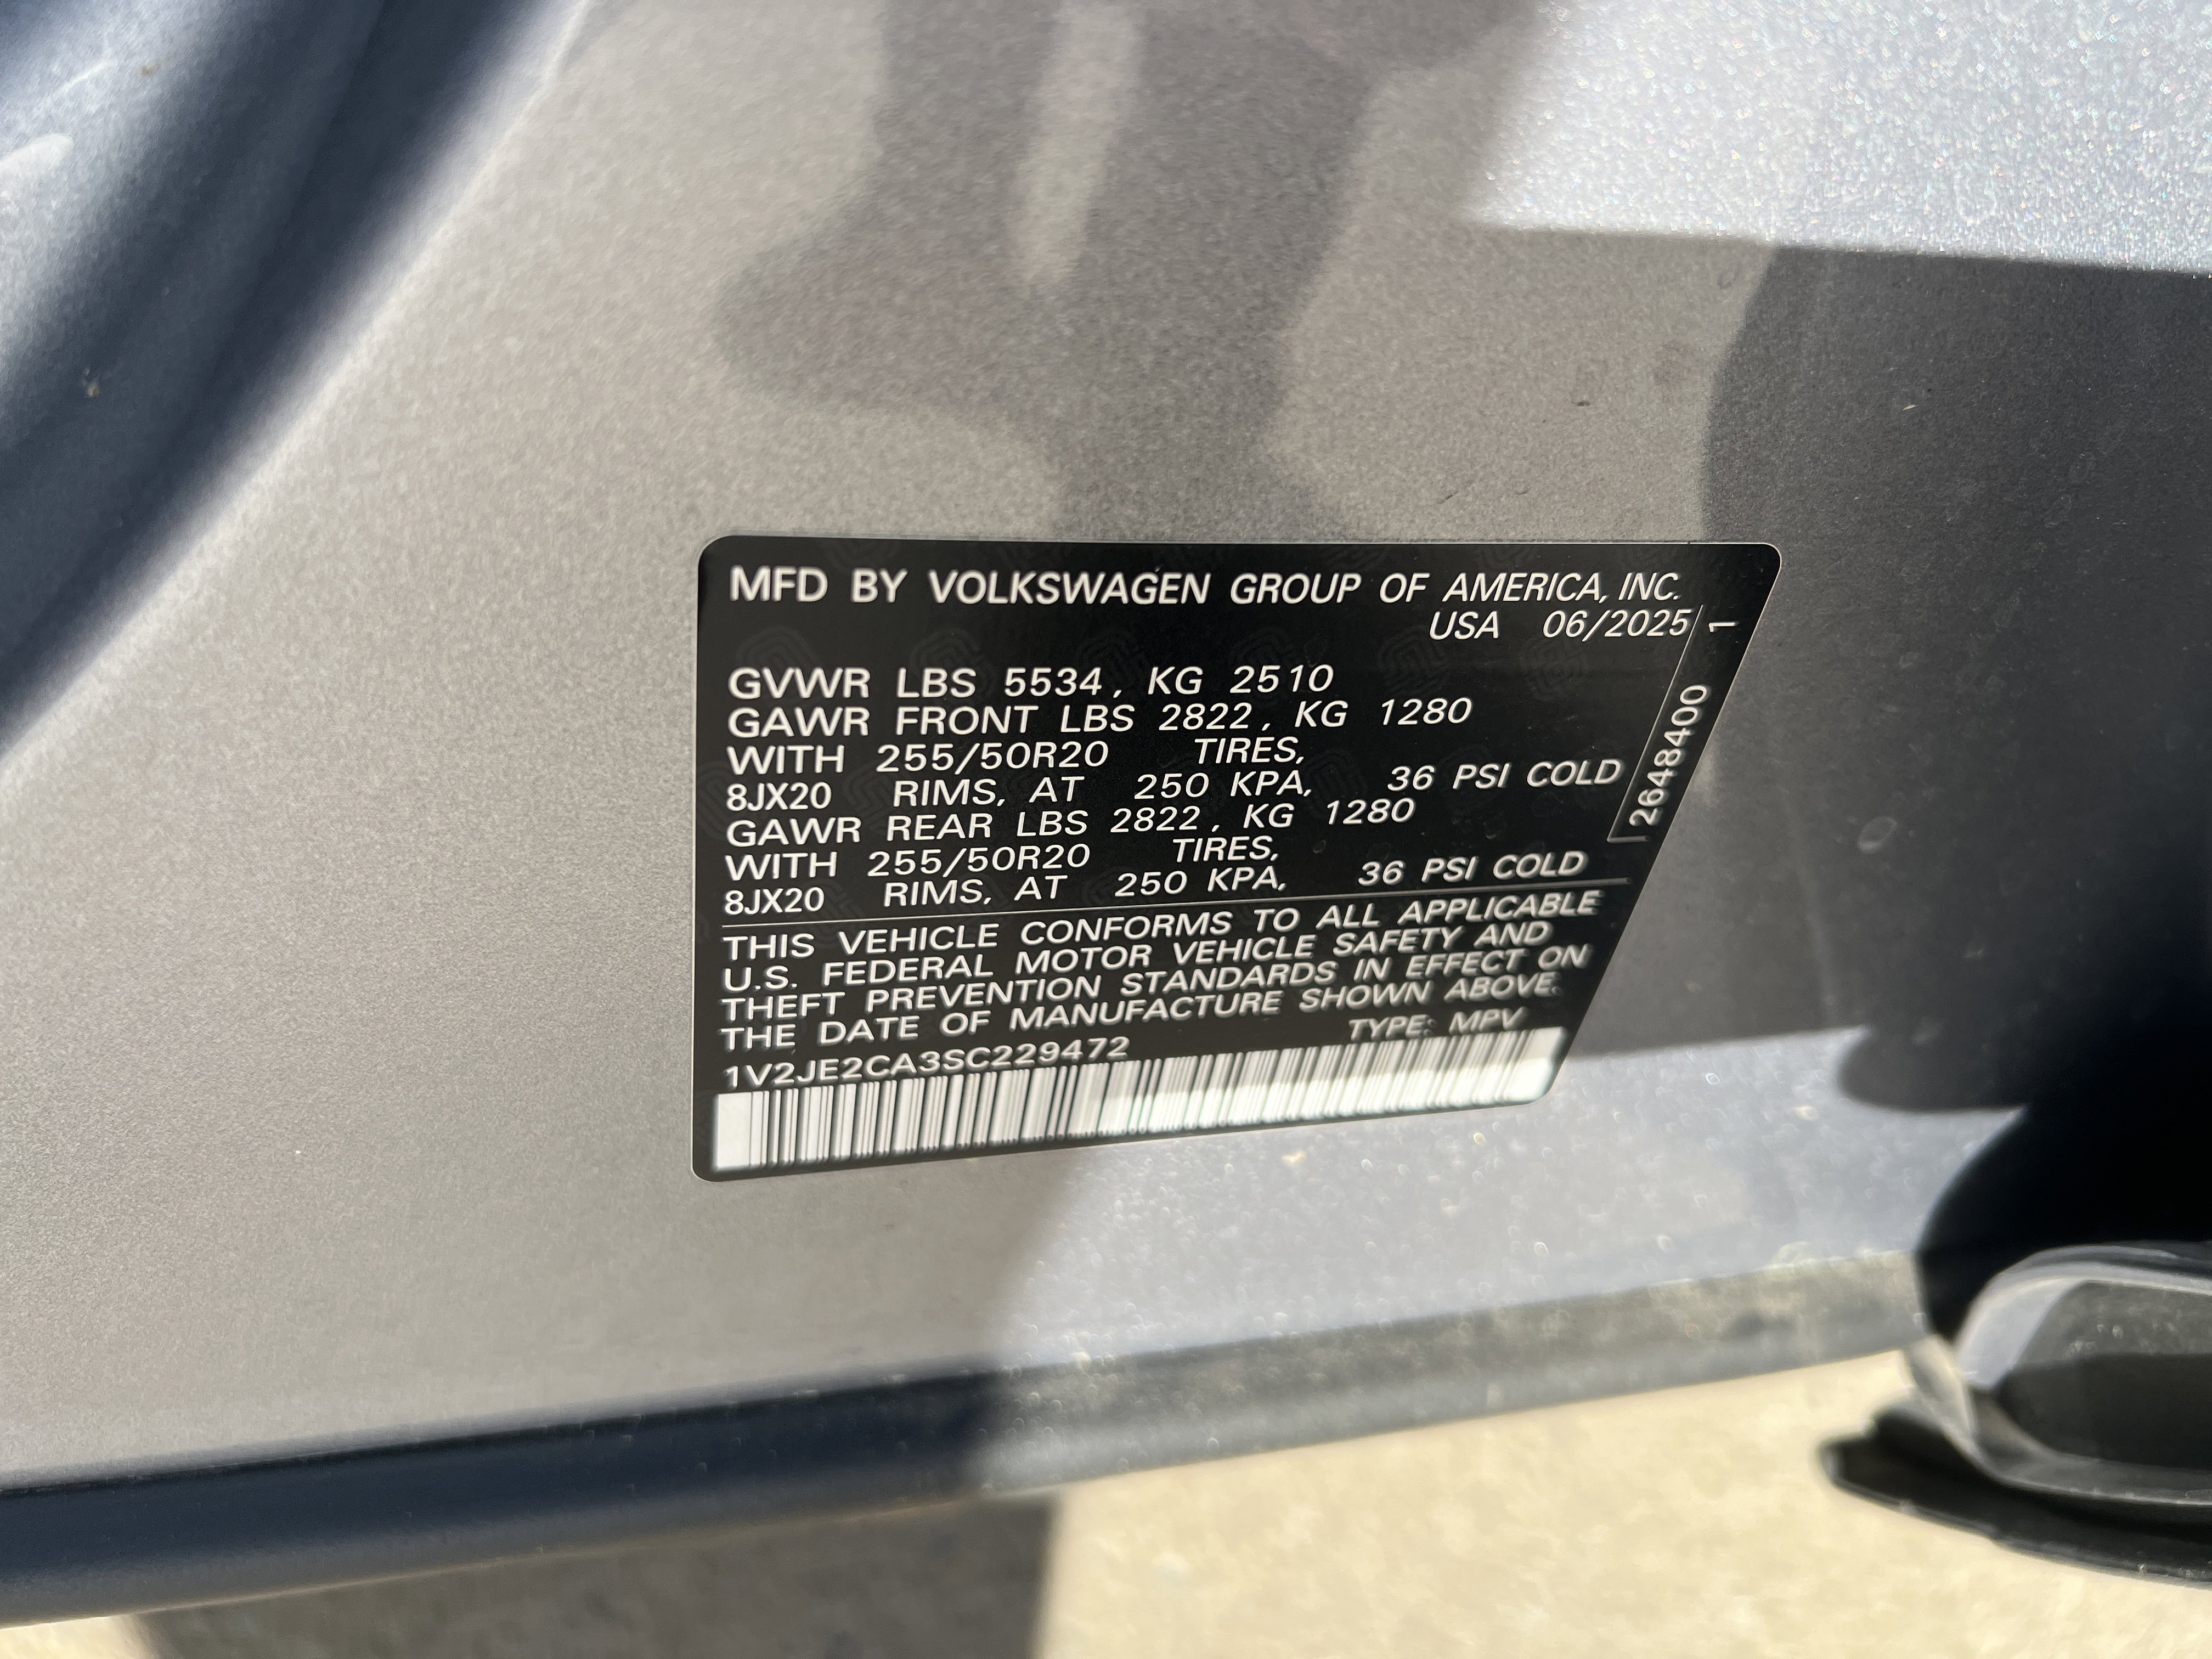 MFD BY VOLKSWAGEN GROUP OF AMERICA, INC.
USA 06/2025
1
2648400
GVWR LBS 5534, KG 2510
GAWR FRONT LBS 2822, KG 1280
WITH 255/50R20 TIRES,
8JX20 RIMS, AT 250 KPA, 36 PSI COLD
GAWR REAR LBS 2822, KG 1280
WITH 255/50R20 TIRES,
8JX20 RIMS, AT 250 KPA, 36 PSI COLD
THIS VEHICLE CONFORMS TO ALL APPLICABLE
U.S. FEDERAL MOTOR VEHICLE SAFETY AND
THEFT PREVENTION STANDARDS IN EFFECT ON
THE DATE OF MANUFACTURE SHOWN ABOVE.
1V2JE2CA3SC229472 TYPE: MPV